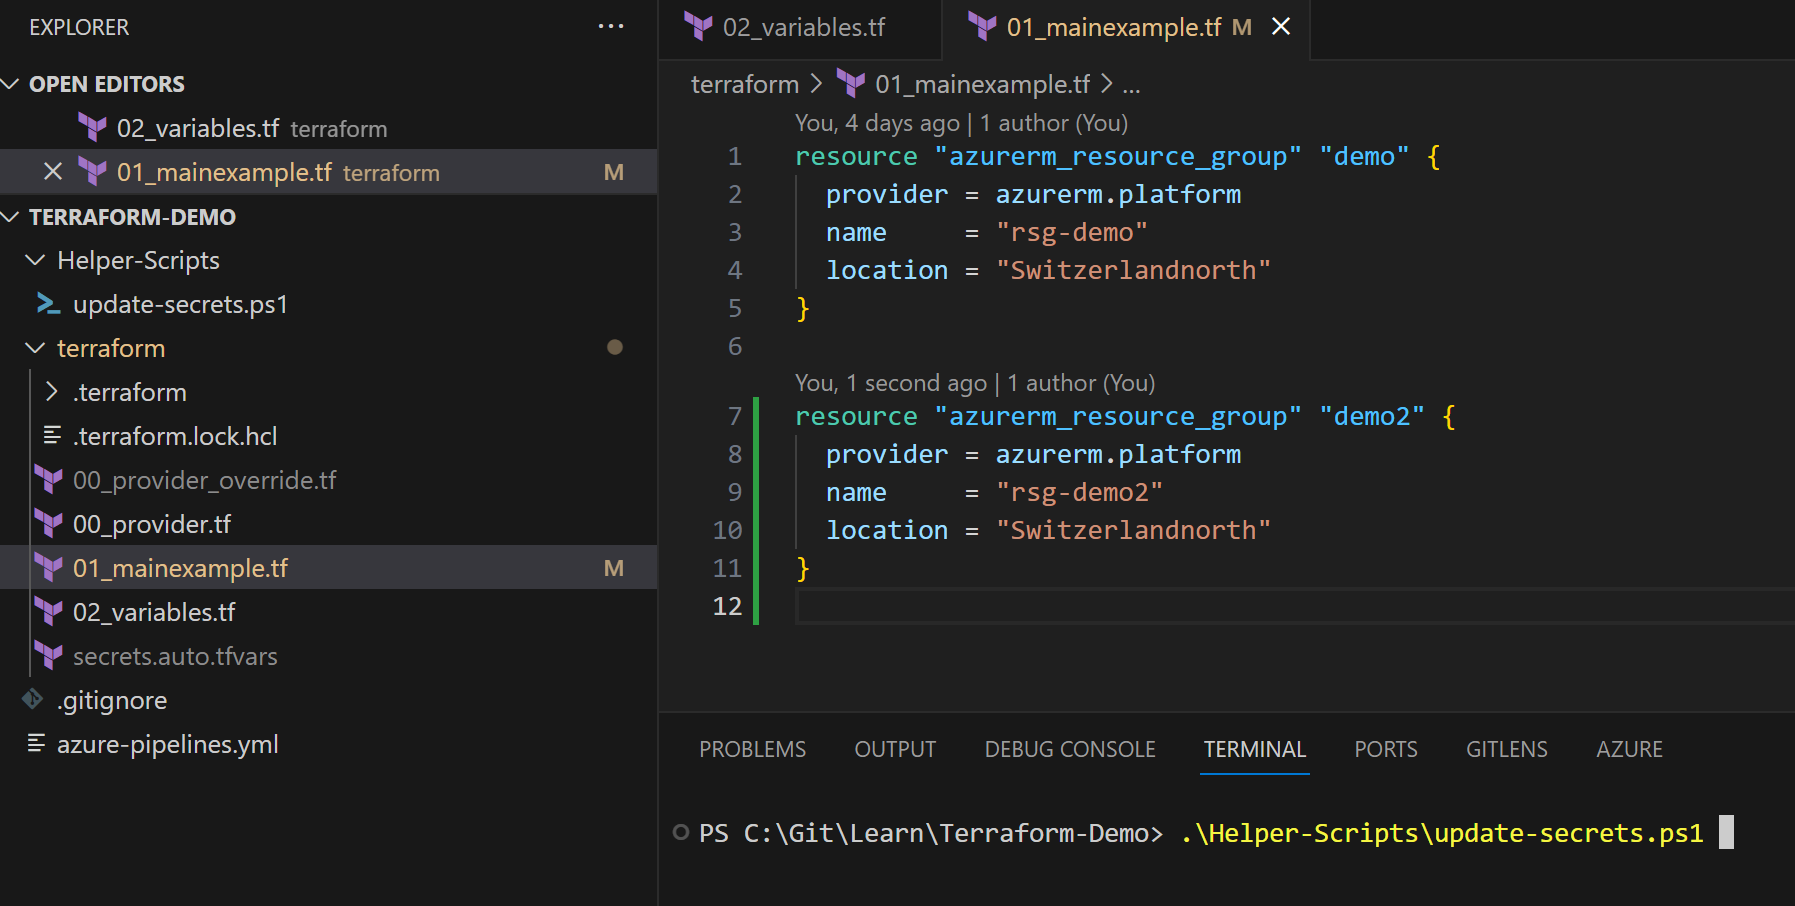 EXPLORER ···
OPEN EDITORS
02_variables.tf terraform
01_mainexample.tf terraform M
TERRAFORM-DEMO
Helper-Scripts
update-secrets.ps1
terraform
.terraform
.terraform.lock.hcl
00_provider_override.tf
00_provider.tf
01_mainexample.tf M
02_variables.tf
secrets.auto.tfvars
.gitignore
azure-pipelines.yml
02_variables.tf 01_mainexample.tf M
terraform > 01_mainexample.tf > ...
You, 4 days ago | 1 author (You)
1 resource "azurerm_resource_group" "demo" {
2 provider = azurerm.platform
3 name = "rsg-demo"
4 location = "Switzerlandnorth"
5 }
6
You, 1 second ago | 1 author (You)
7 resource "azurerm_resource_group" "demo2" {
8 provider = azurerm.platform
9 name = "rsg-demo2"
10 location = "Switzerlandnorth"
11 }
12
PROBLEMS OUTPUT DEBUG CONSOLE TERMINAL PORTS GITLENS AZURE
PS C:\Git\Learn\Terraform-Demo> .\Helper-Scripts\update-secrets.ps1